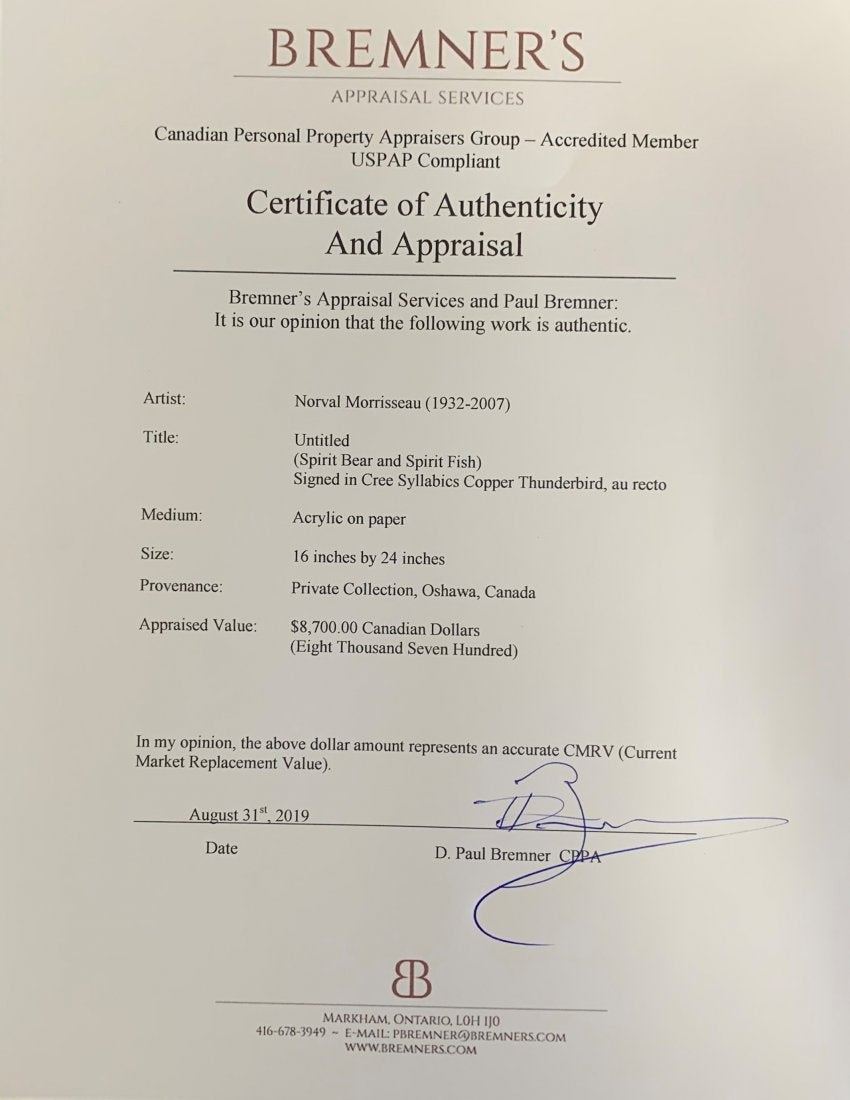 BREMNER'S
APPRAISAL SERVICES
Canadian Personal Property Appraisers Group – Accredited Member
USPAP Compliant
Certificate of Authenticity
And Appraisal
Bremner's Appraisal Services and Paul Bremner:
It is our opinion that the following work is authentic.
Artist: Norval Morrisseau (1932-2007)
Title: Untitled
(Spirit Bear and Spirit Fish)
Signed in Cree Syllabics Copper Thunderbird, au recto
Medium: Acrylic on paper
Size: 16 inches by 24 inches
Provenance: Private Collection, Oshawa, Canada
Appraised Value: $8,700.00 Canadian Dollars
(Eight Thousand Seven Hundred)
In my opinion, the above dollar amount represents an accurate CMRV (Current
Market Replacement Value).
August 31st, 2019
Date
D. Paul Bremner CPPA
BB
MARKHAM, ONTARIO, L0H 1J0
416-678-3949 ~ E-MAIL: PBREMNER@BREMNERS.COM
WWW.BREMNERS.COM